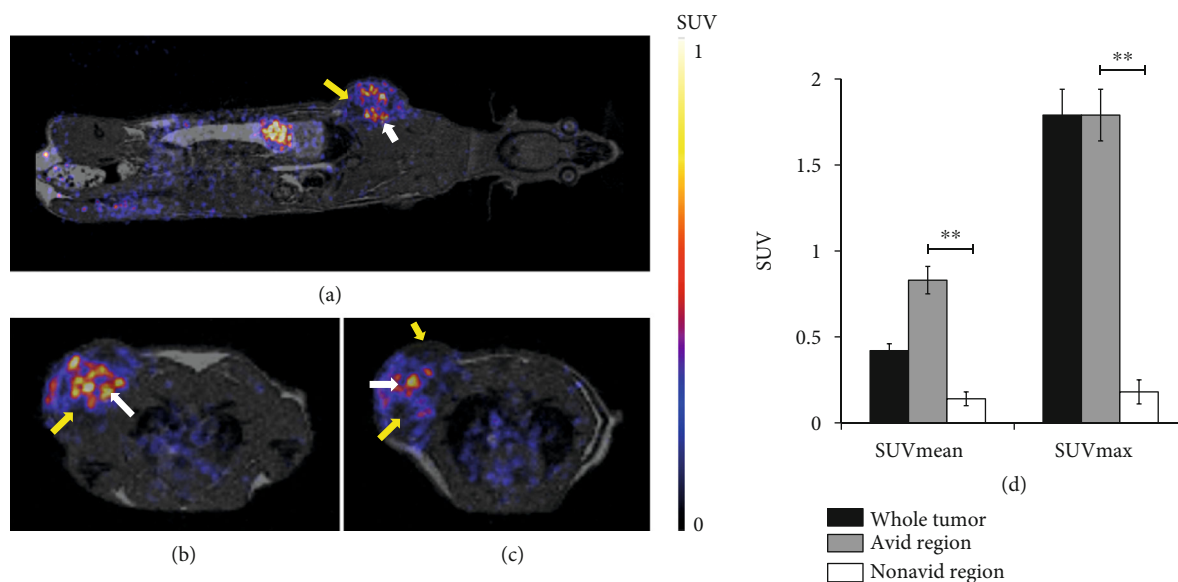 SUV
1
0
(a)
(b)
(c)
SUV
2
1.5
1
0.5
0
**
**
SUVmean
SUVmax
(d)
Whole tumor
Avid region
Nonavid region